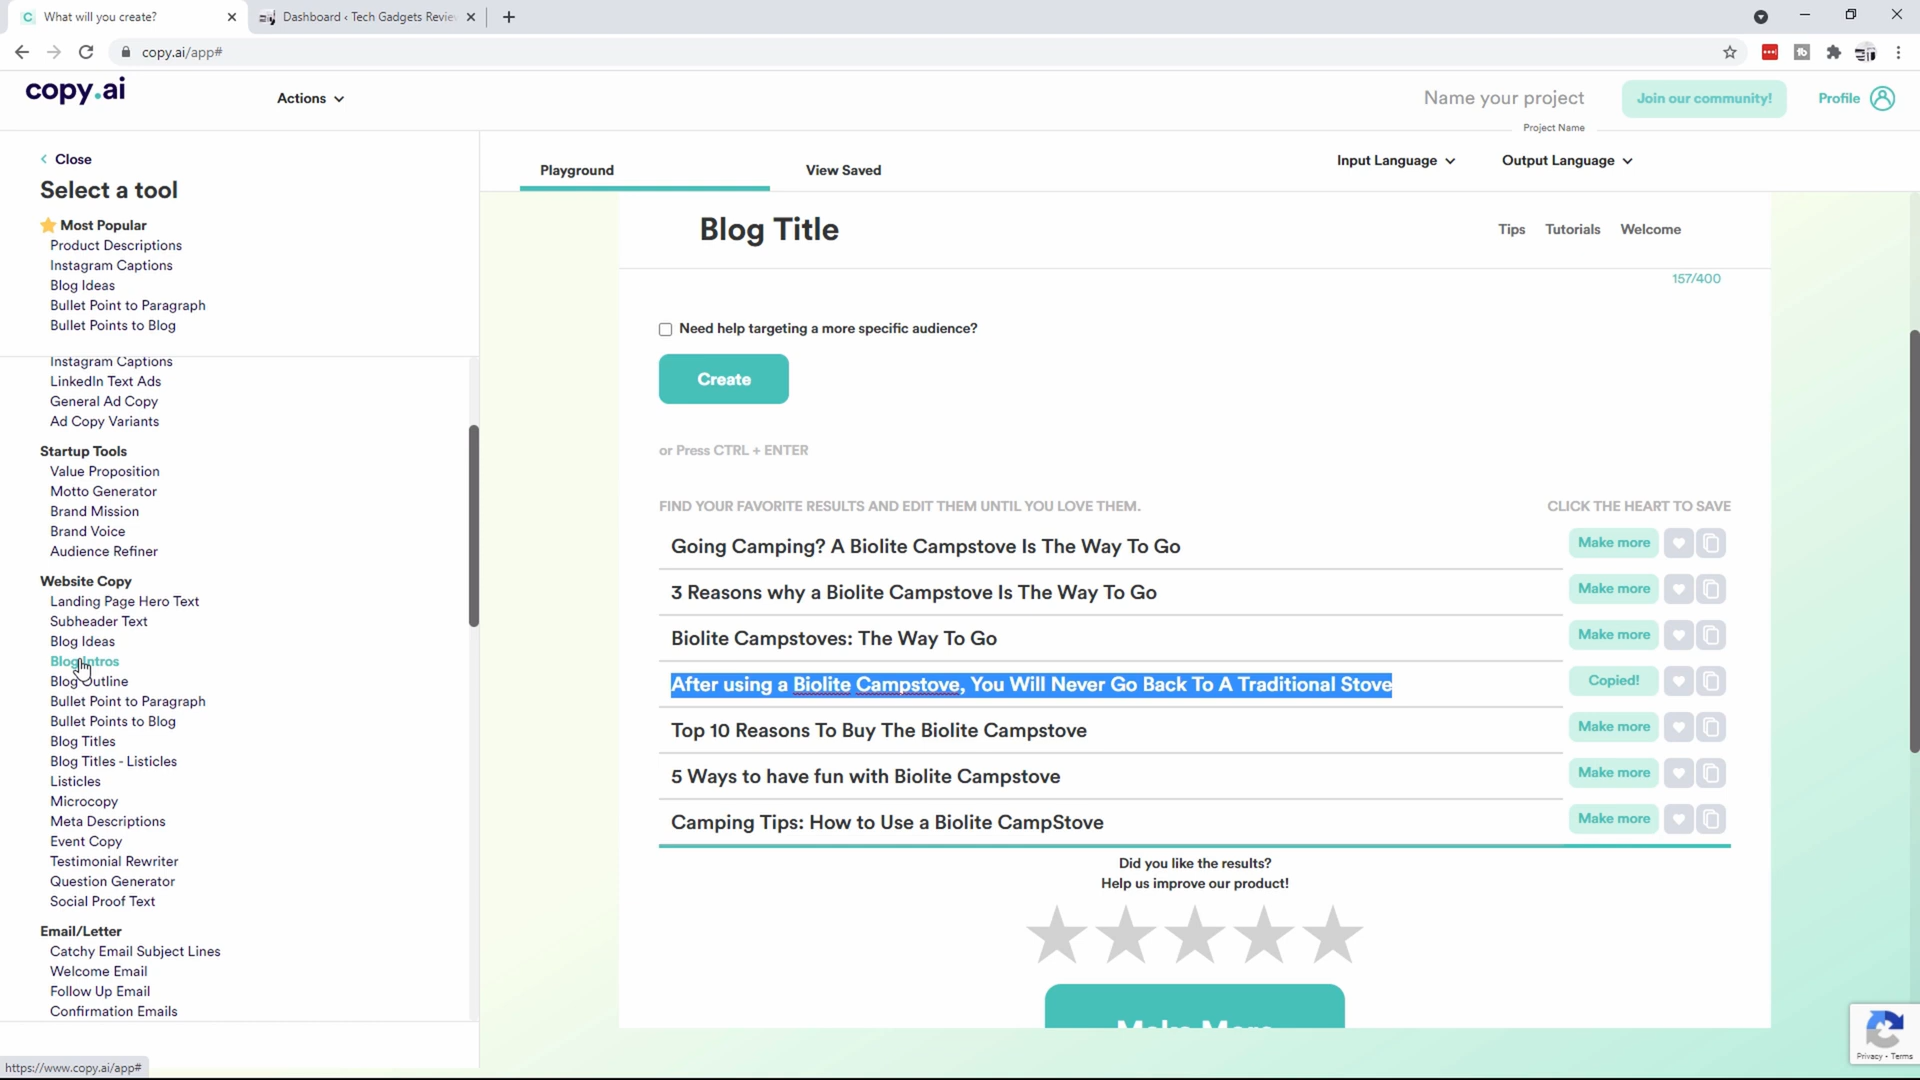 What will you create?
Dashboard ‹ Tech Gadgets Revie
copy.ai/app#
copy.ai
Actions
Name your project
Project Name
Join our community!
Profile
Close
Select a tool
Most Popular
Product Descriptions
Instagram Captions
Blog Ideas
Bullet Point to Paragraph
Bullet Points to Blog
Instagram Captions
LinkedIn Text Ads
General Ad Copy
Ad Copy Variants
Startup Tools
Value Proposition
Motto Generator
Brand Mission
Brand Voice
Audience Refiner
Website Copy
Landing Page Hero Text
Subheader Text
Blog Ideas
Blog Intros
Blog Outline
Bullet Point to Paragraph
Bullet Points to Blog
Blog Titles
Blog Titles - Listicles
Listicles
Microcopy
Meta Descriptions
Event Copy
Testimonial Rewriter
Question Generator
Social Proof Text
Email/Letter
Catchy Email Subject Lines
Welcome Email
Follow Up Email
Confirmation Emails
https://www.copy.ai/app#
Playground
View Saved
Input Language
Output Language
Blog Title
Tips
Tutorials
Welcome
157/400
Need help targeting a more specific audience?
Create
or Press CTRL + ENTER
FIND YOUR FAVORITE RESULTS AND EDIT THEM UNTIL YOU LOVE THEM.
CLICK THE HEART TO SAVE
Going Camping? A Biolite Campstove Is The Way To Go
Make more
3 Reasons why a Biolite Campstove Is The Way To Go
Make more
Biolite Campstoves: The Way To Go
Make more
After using a Biolite Campstove, You Will Never Go Back To A Traditional Stove
Copied!
Top 10 Reasons To Buy The Biolite Campstove
Make more
5 Ways to have fun with Biolite Campstove
Make more
Camping Tips: How to Use a Biolite CampStove
Make more
Did you like the results?
Help us improve our product!
Make More
Privacy - Terms